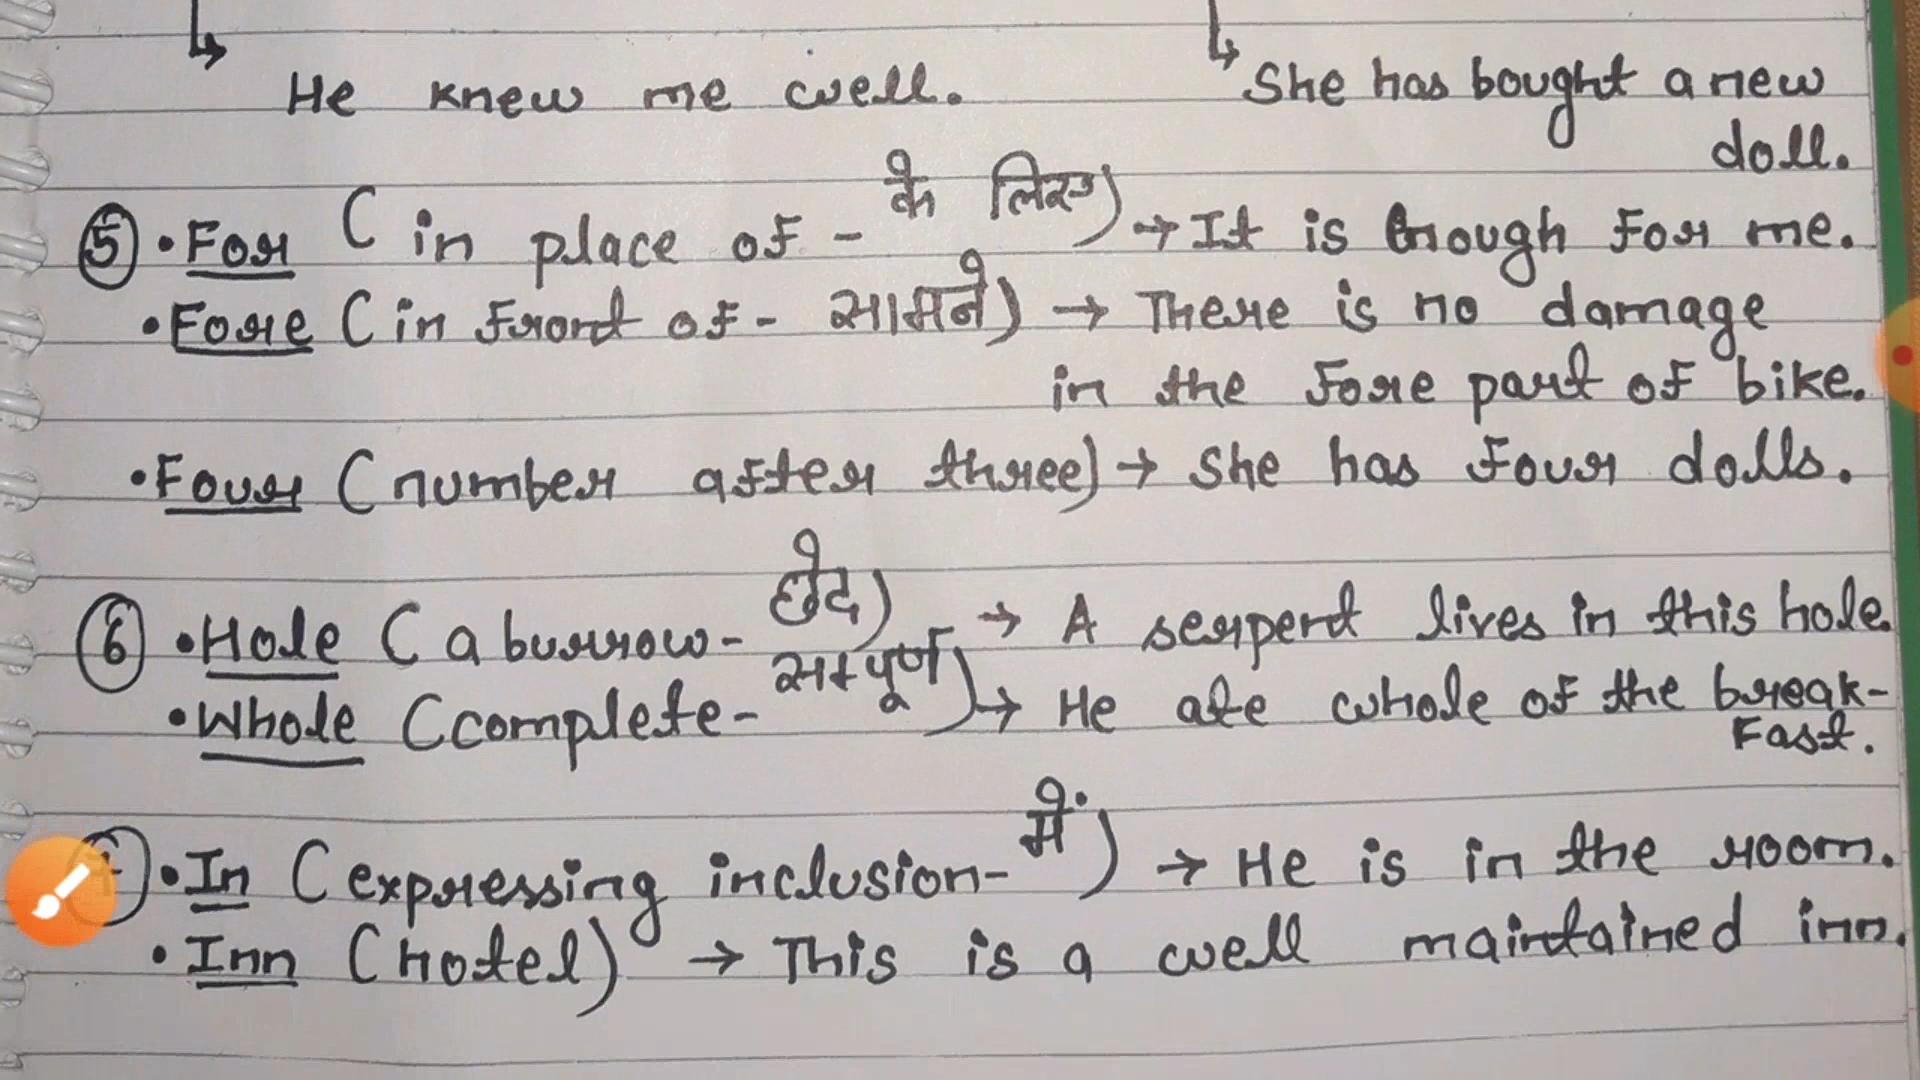 He knew me well.
She has bought a new
doll.
⑤ • For (in place of - के लिए) → It is Enough for me.
• Fore (in front of - सामने) → There is no damage
in the fore part of bike.
• Four (number after three) → She has four dolls.
⑥ • Hole (a burrow - छेद) → A serpent lives in this hole.
• Whole (complete - सम्पूर्ण) → He ate whole of the break-
fast.
• In (expressing inclusion - में) → He is in the room.
• Inn (hotel) → This is a well maintained inn.